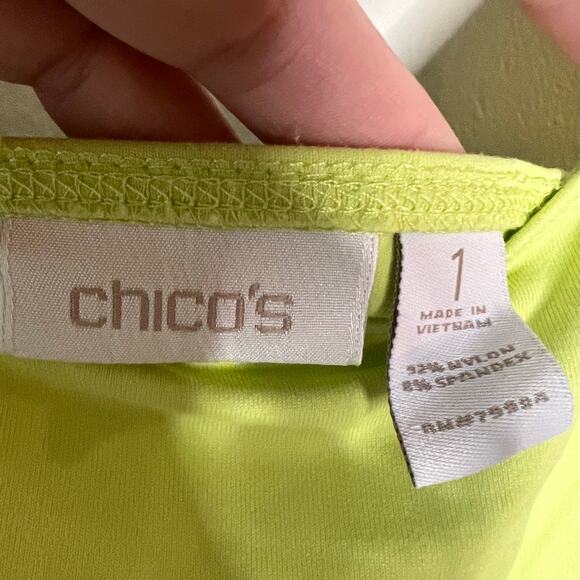 chico's
1
MADE IN
VIETNAM
92% NYLON
8% SPANDEX